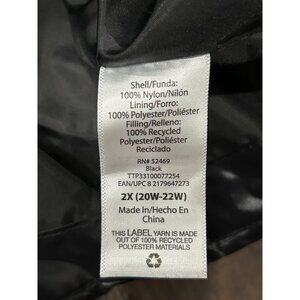 Shell/Funda:
100% Nylon/Nilón
Lining/Forro:
100% Polyester/Poliéster
Filling/Relleno:
100% Recycled
Polyester/Poliéster
Reciclado
RN# 52469
Black
TTP33100077254
EAN/UPC 8 2179647273
2X (20W-22W)
Made In/Hecho En
China
THIS LABEL YARN IS MADE
OUT OF 100% RECYCLED
POLYESTER MATERIALS